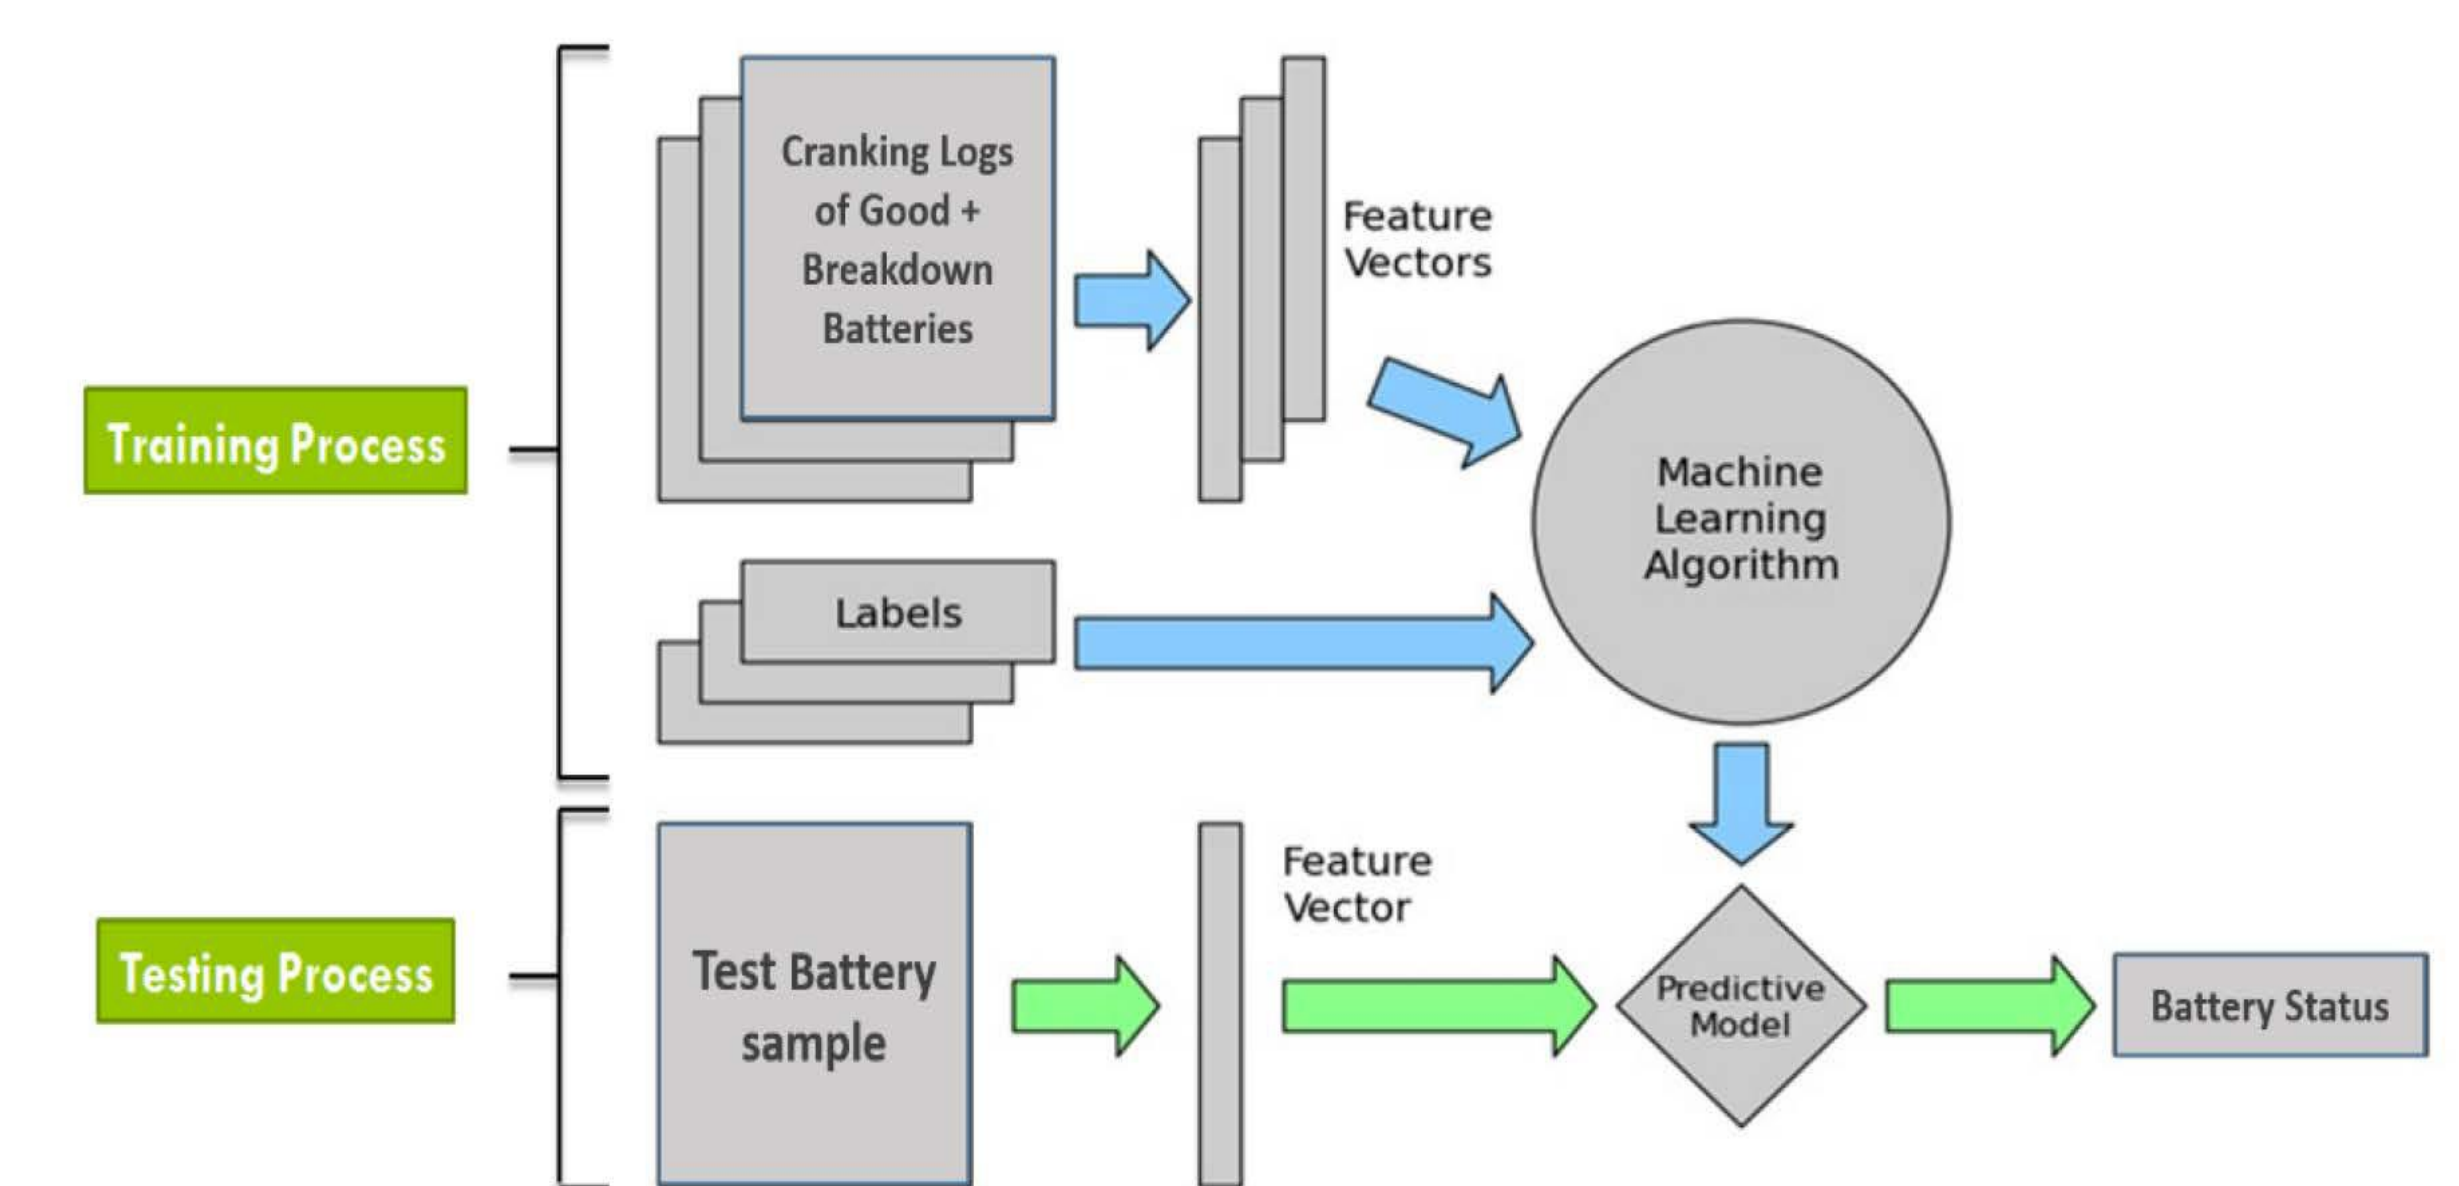 Training Process
Cranking Logs
of Good +
Breakdown
Batteries
Feature
Vectors
Machine
Learning
Algorithm
Labels
Testing Process
Test Battery
sample
Feature
Vector
Predictive
Model
Battery Status